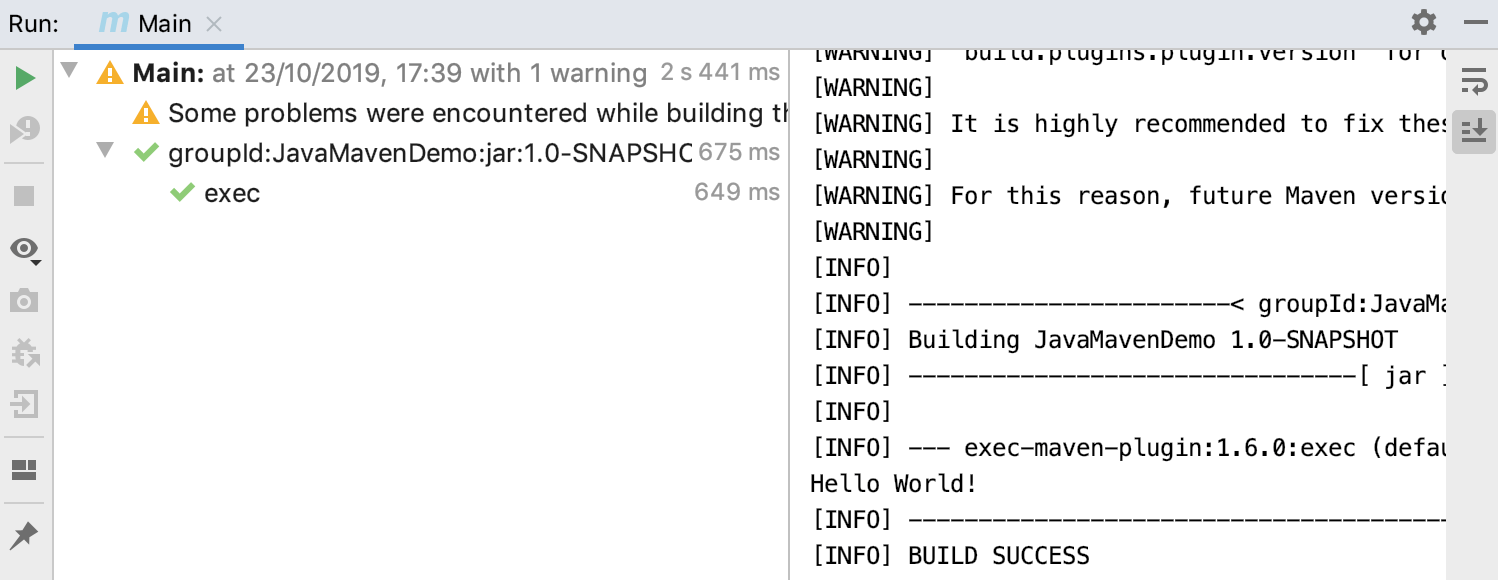 Run: m Main
Main: at 23/10/2019, 17:39 with 1 warning 2 s 441 ms
Some problems were encountered while building
groupId:JavaMavenDemo:jar:1.0-SNAPSHO 675 ms
exec 649 ms
[WARNING] 'build.plugins.plugin.version' for
[WARNING]
[WARNING] It is highly recommended to fix thes
[WARNING]
[WARNING] For this reason, future Maven versio
[WARNING]
[INFO]
[INFO] -----------------------< groupId:JavaMa
[INFO] Building JavaMavenDemo 1.0-SNAPSHOT
[INFO] --------------------------------[ jar ]
[INFO]
[INFO] --- exec-maven-plugin:1.6.0:exec (defau
Hello World!
[INFO] ---------------------------------------
[INFO] BUILD SUCCESS